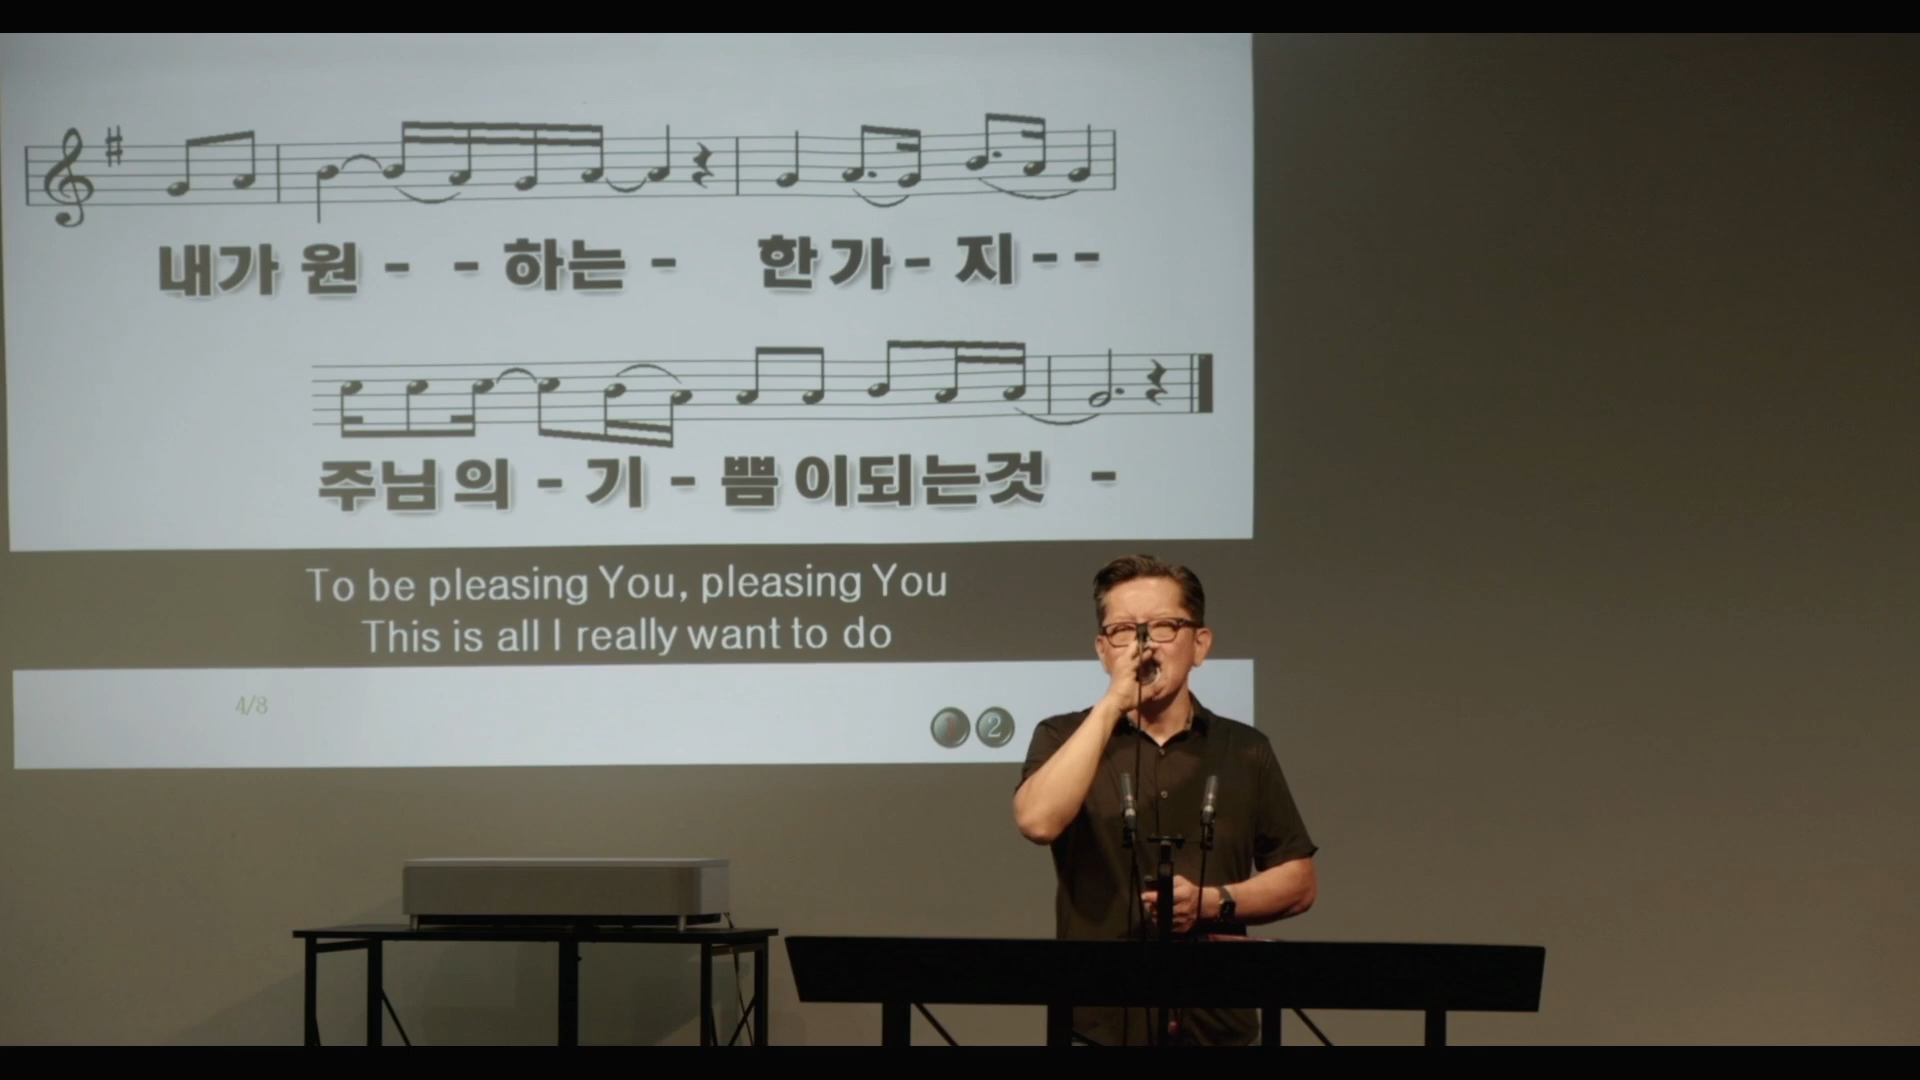 내가 원 - - 하는 - 한가 - 지 - -
주님의 - 기 - 쁨이되는것 -
To be pleasing You, pleasing You
This is all I really want to do
4/8
1 2